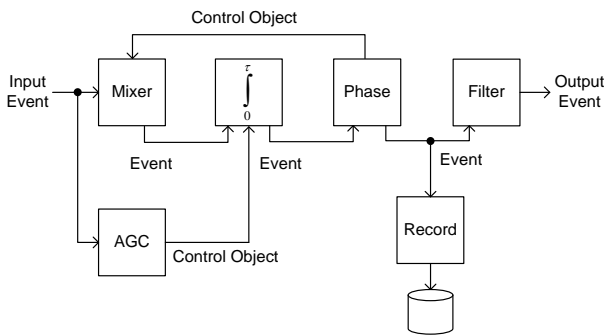 Control Object
Input
Event
Mixer
τ
∫
0
Phase
Filter
Output
Event
Event
Event
Event
AGC
Control Object
Record